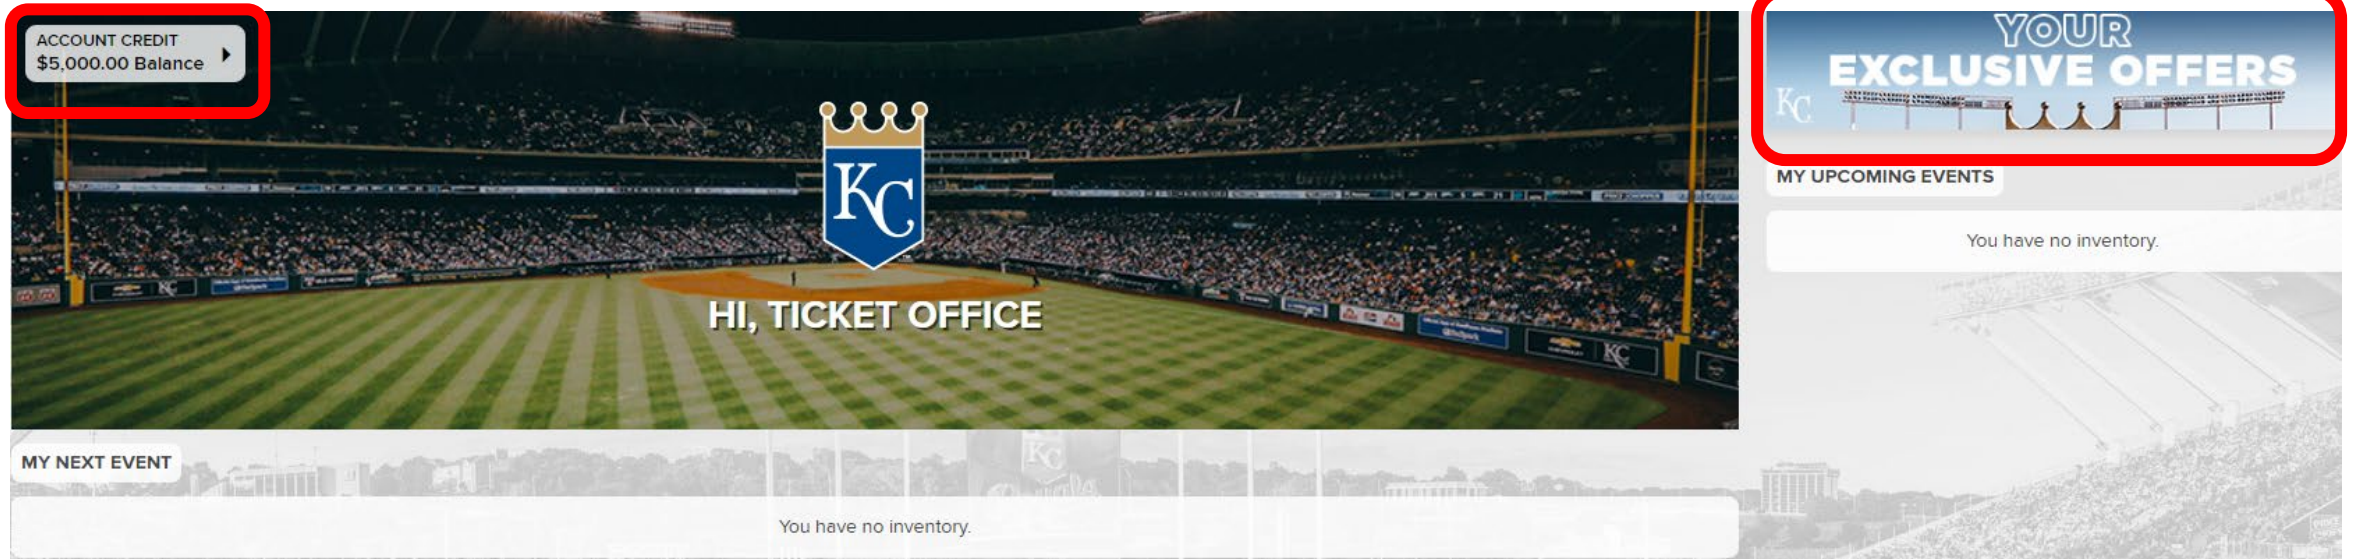 ACCOUNT CREDIT
$5,000.00 Balance
KC
HI, TICKET OFFICE
YOUR
EXCLUSIVE OFFERS
KC
MY UPCOMING EVENTS
You have no inventory.
MY NEXT EVENT
You have no inventory.